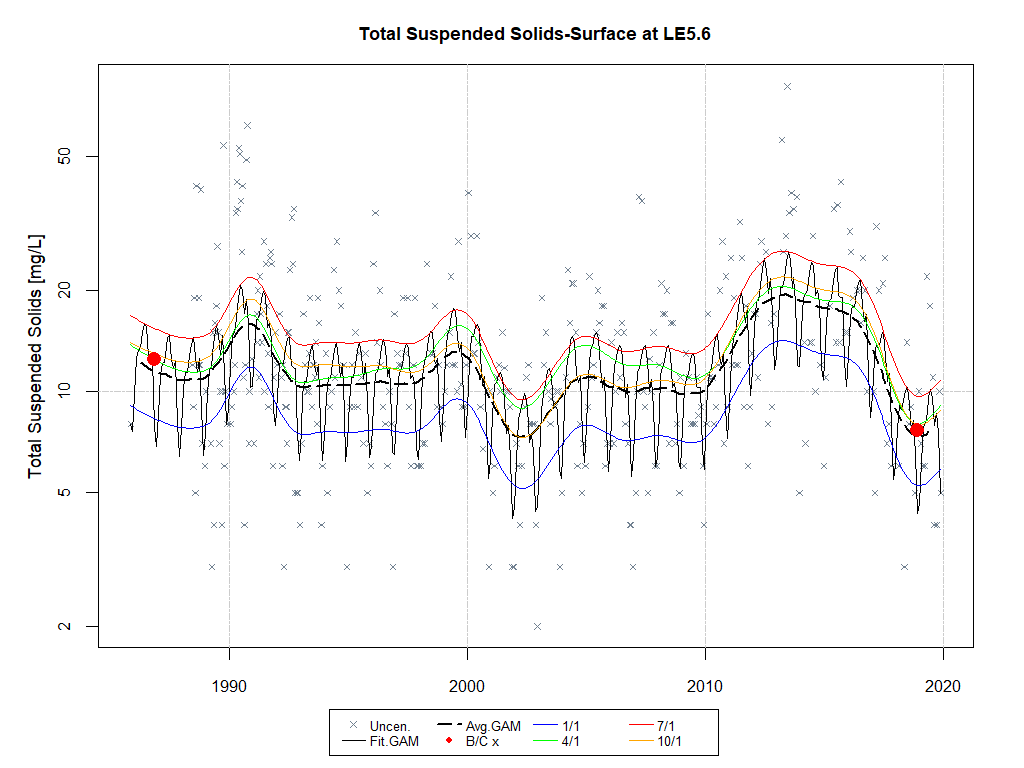 Total Suspended Solids-Surface at LE5.6
Total Suspended Solids [mg/L]
50
20
10
5
2
1990 2000 2010 2020
Uncen. Avg.GAM 1/1 7/1
Fit.GAM B/C x 4/1 10/1